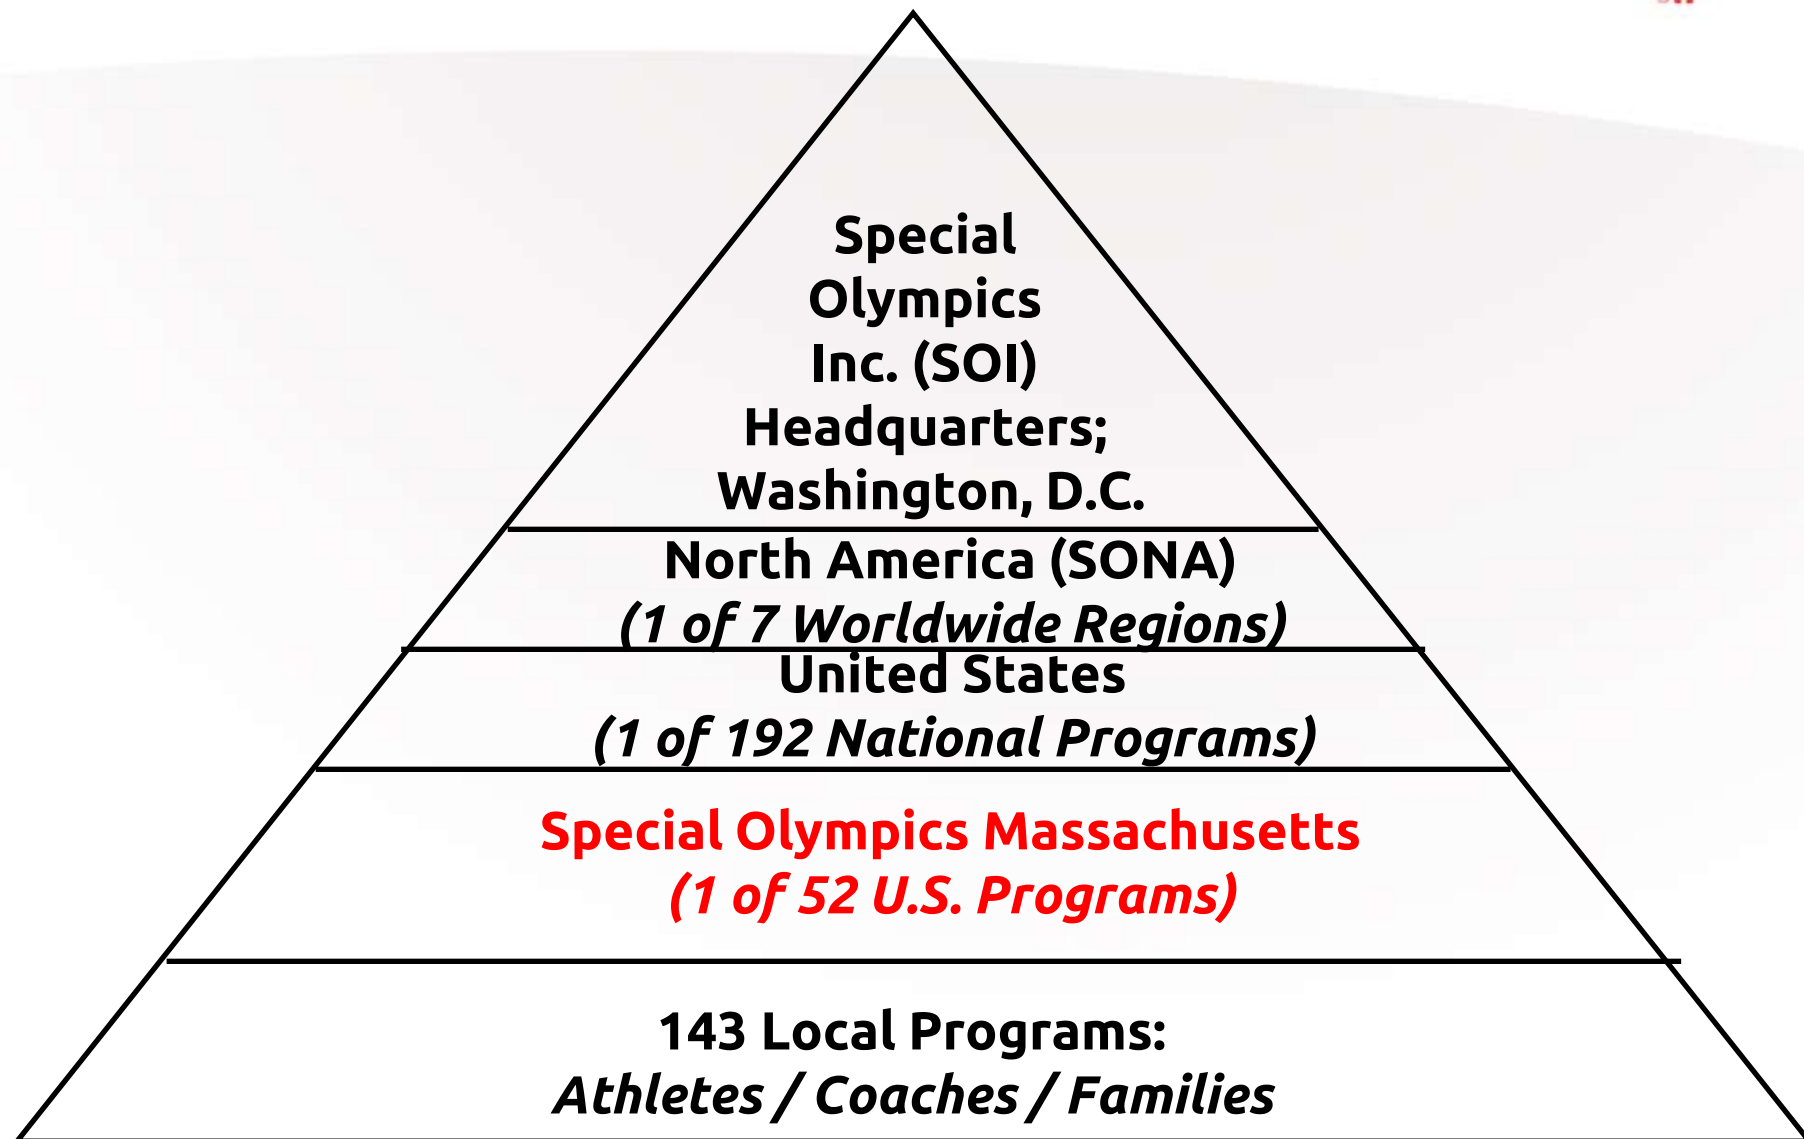 Special
Olympics
Inc. (SOI)
Headquarters;
Washington, D.C.
North America (SONA)
(1 of 7 Worldwide Regions)
United States
(1 of 192 National Programs)
Special Olympics Massachusetts
(1 of 52 U.S. Programs)
143 Local Programs:
Athletes / Coaches / Families